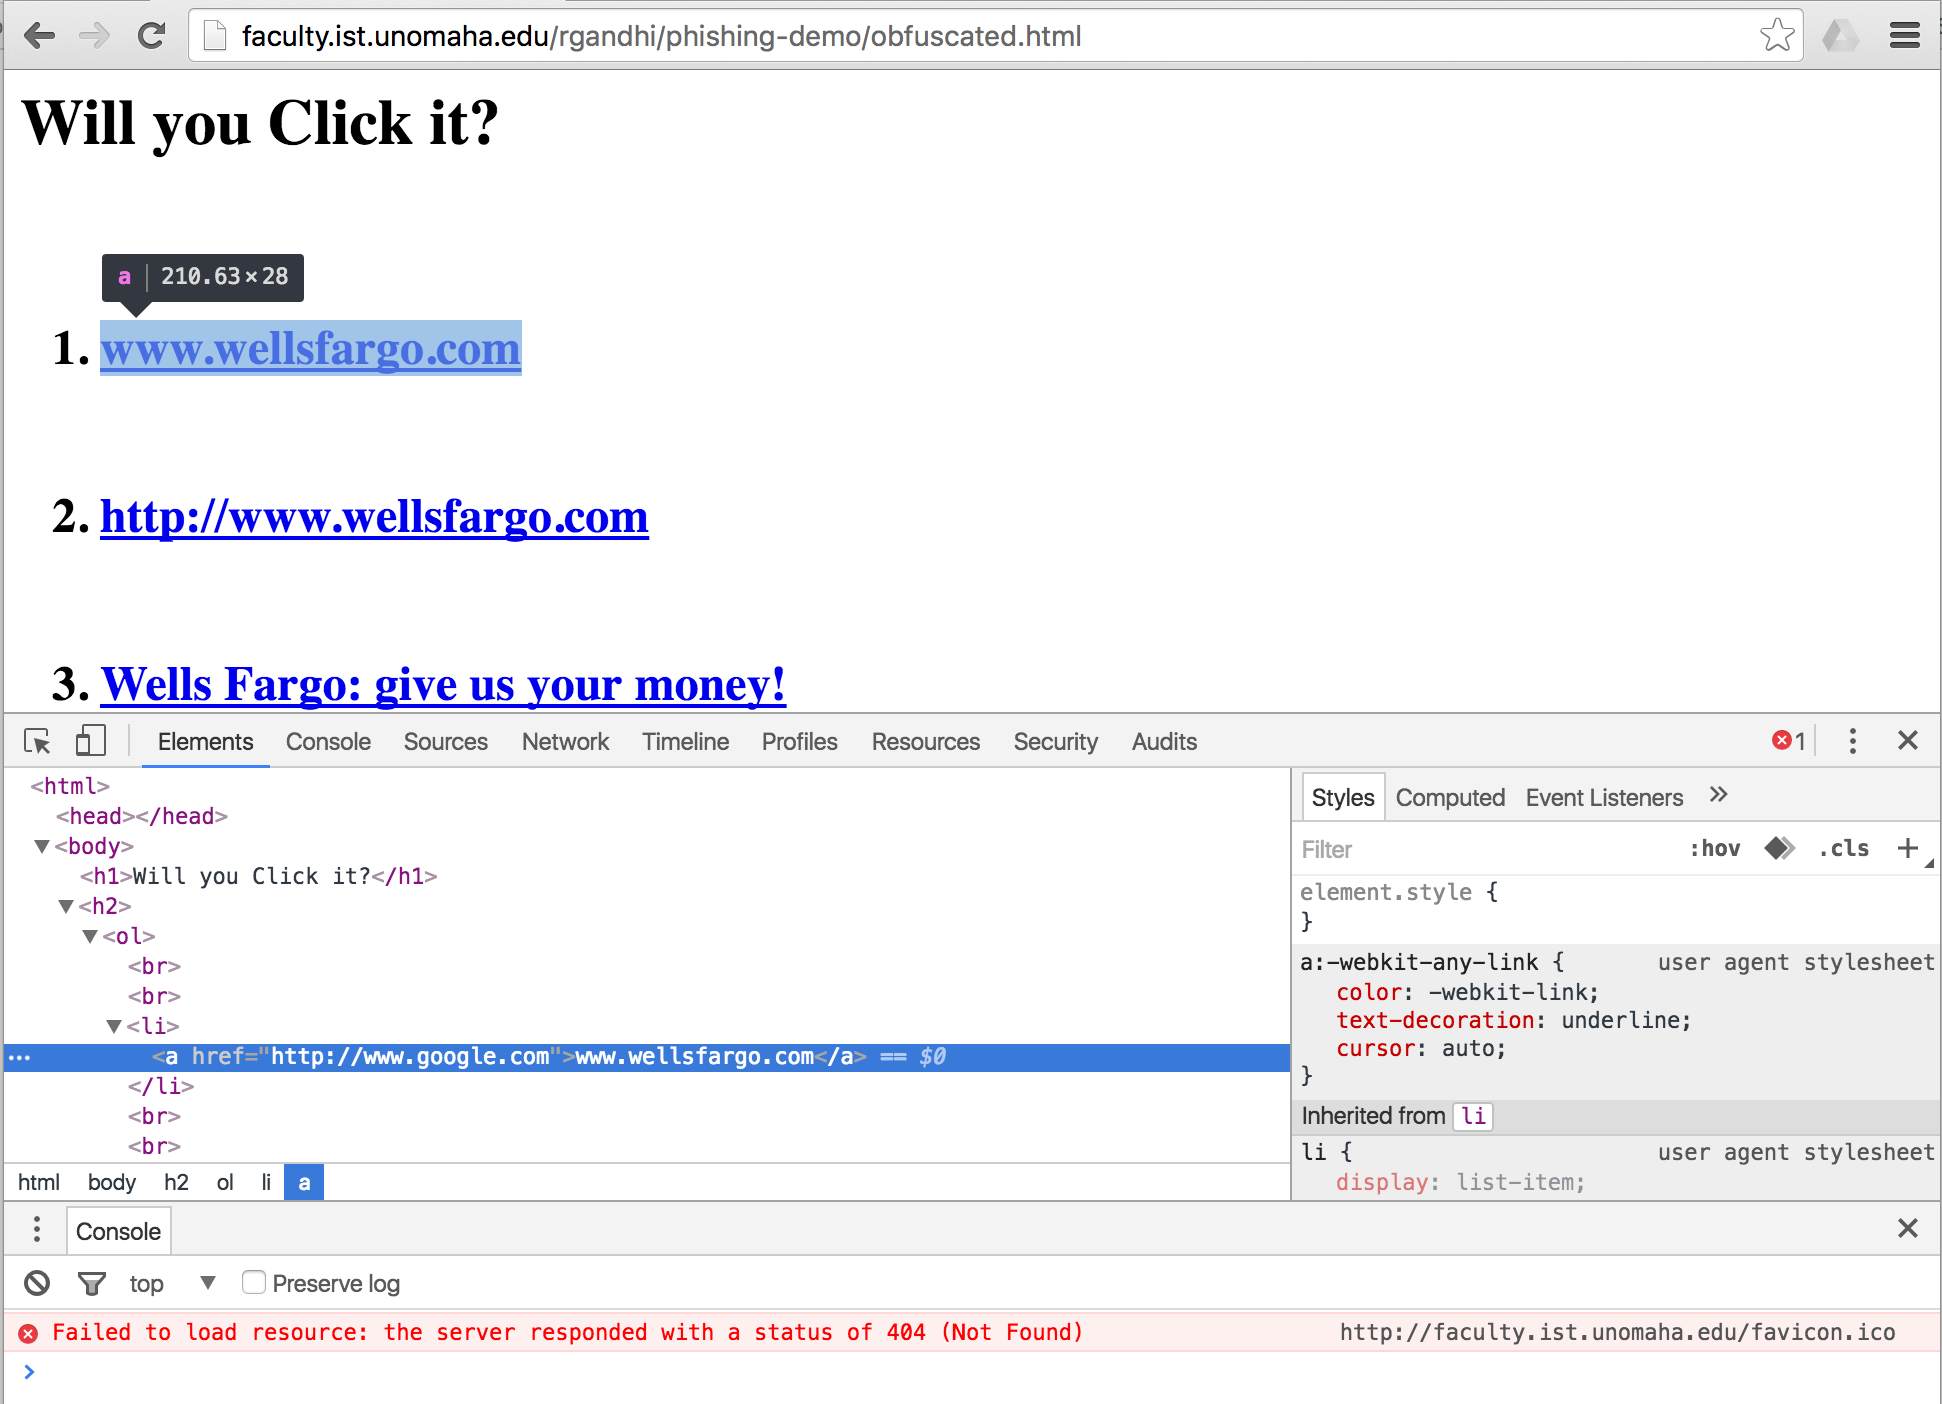 faculty.ist.unomaha.edu/rgandhi/phishing-demo/obfuscated.html
Will you Click it?
a 210.63×28
1. www.wellsfargo.com
2. http://www.wellsfargo.com
3. Wells Fargo: give us your money!
Elements Console Sources Network Timeline Profiles Resources Security Audits 1
<html>
<head></head>
<body>
<h1>Will you Click it?</h1>
<h2>
<ol>
<br>
<br>
<li>
<a href="http://www.google.com">www.wellsfargo.com</a> == $0
</li>
<br>
<br>
html body h2 ol li a
Styles Computed Event Listeners »
Filter :hov .cls +
element.style {
}
a:-webkit-any-link { user agent stylesheet
color: -webkit-link;
text-decoration: underline;
cursor: auto;
}
Inherited from li
li { user agent stylesheet
display: list-item;
Console
top Preserve log
Failed to load resource: the server responded with a status of 404 (Not Found) http://faculty.ist.unomaha.edu/favicon.ico